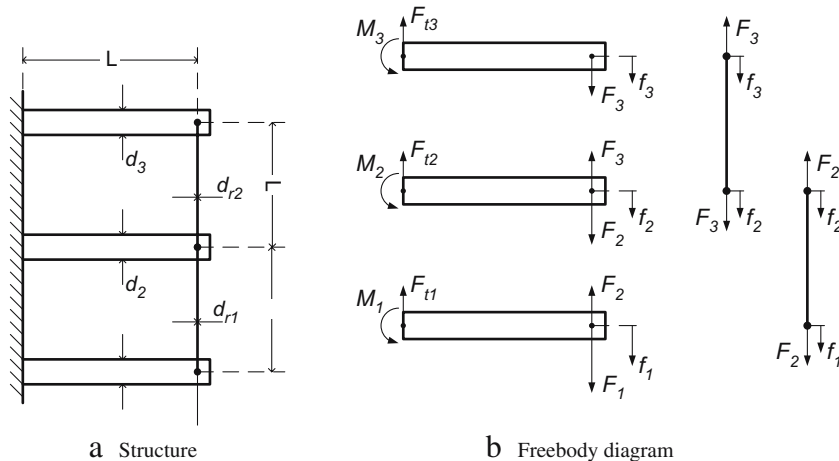 L
d3
dr2
L
d2
dr1
a Structure
M3 Ft3
F3 f3
M2 Ft2 F3
F2 f2
M1 Ft1 F2
F1 f1
F3
f3
F3 f2
F2
f2
F2 f1
b Freebody diagram